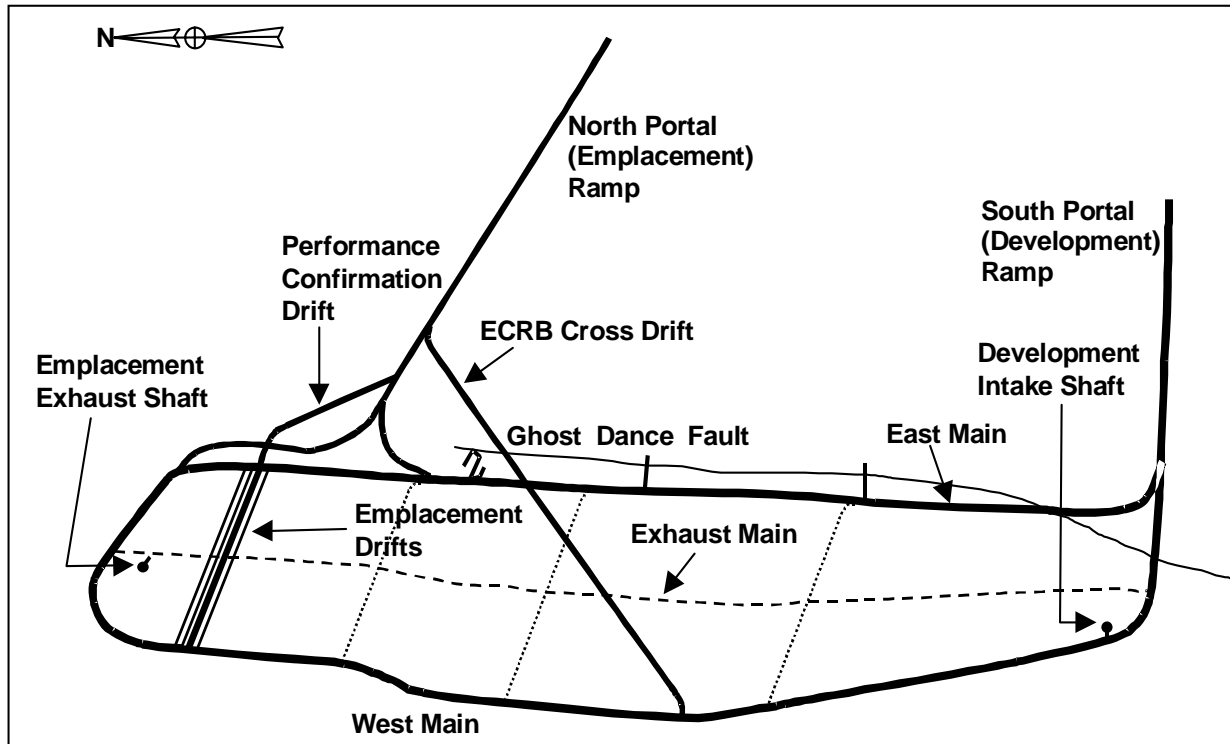 N
North Portal
(Emplacement)
Ramp
South Portal
(Development)
Ramp
Performance
Confirmation
Drift
ECRB Cross Drift
Development
Intake Shaft
Emplacement
Exhaust Shaft
Ghost Dance Fault
East Main
Emplacement
Drifts
Exhaust Main
West Main